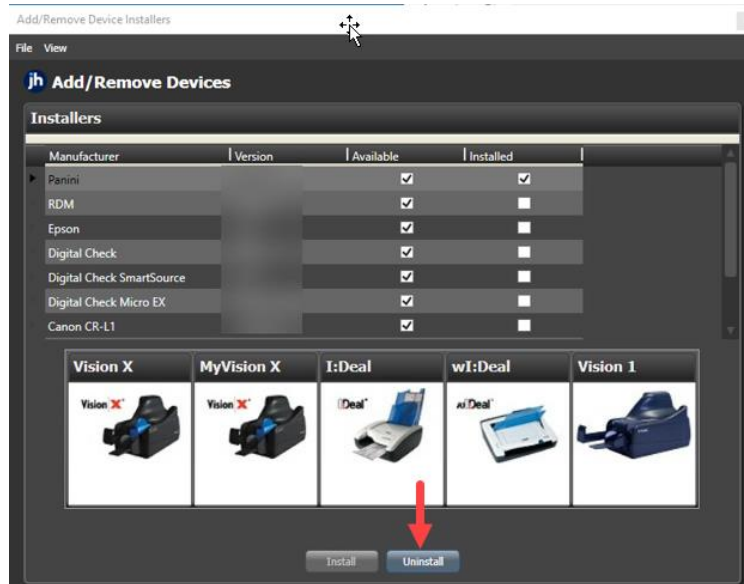 Add/Remove Device Installers
File View
jh Add/Remove Devices
Installers
Manufacturer Version Available Installed
Panini
RDM
Epson
Digital Check
Digital Check SmartSource
Digital Check Micro EX
Canon CR-L1
Vision X MyVision X I:Deal wI:Deal Vision 1
Vision X Vision X I:Deal wI:Deal
Install Uninstall